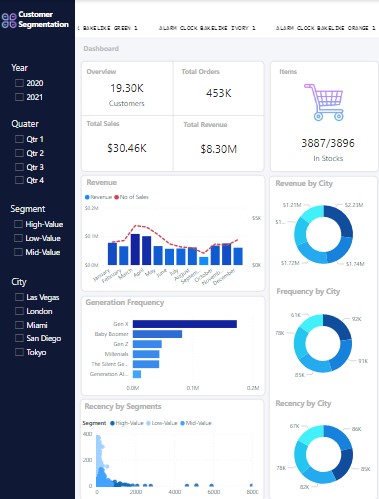 Customer
Segmentation
BAKELIKE GREEN 1
ALARM CLOCK BAKELIKE IVORY 1
ALARM CLOCK BAKELIKE ORANGE 1
Dashboard
Year
2020
2021
Quater
Qtr 1
Qtr 2
Qtr 3
Qtr 4
Segment
High-Value
Low-Value
Mid-Value
City
Las Vegas
London
Miami
San Diego
Tokyo
Overview
19.30K
Customers
Total Orders
453K
Total Sales
$30.46K
Total Revenue
$8.30M
Items
3887/3896
In Stocks
Revenue
Revenue No of Sales
$0.2M
$0.1M
$0.0M
$5K
$0K
January
February
March
April
May
June
July
August
Septem...
October
Novem...
December
Revenue by City
$1.21M
$2.23M
$1...
$1.72M
$1.74M
Generation Frequency
Gen X
Baby Boomer
Gen Z
Millenials
The Silent Ge...
Generation Al...
0.0M 0.1M 0.2M
Frequency by City
61K
92K
78K
91K
85K
Recency by Segments
Segment High-Value Low-Value Mid-Value
400
200
0
0 2000 4000 6000 8000
Recency by City
67K
86K
78K
85K
82K